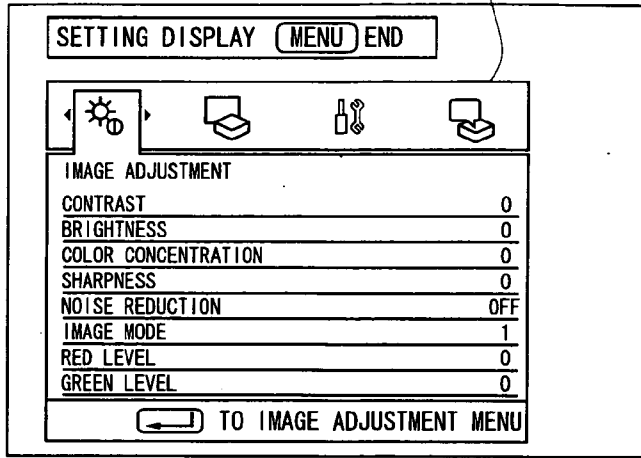 SETTING DISPLAY MENU END
IMAGE ADJUSTMENT
CONTRAST 0
BRIGHTNESS 0
COLOR CONCENTRATION 0
SHARPNESS 0
NOISE REDUCTION OFF
IMAGE MODE 1
RED LEVEL 0
GREEN LEVEL 0
TO IMAGE ADJUSTMENT MENU